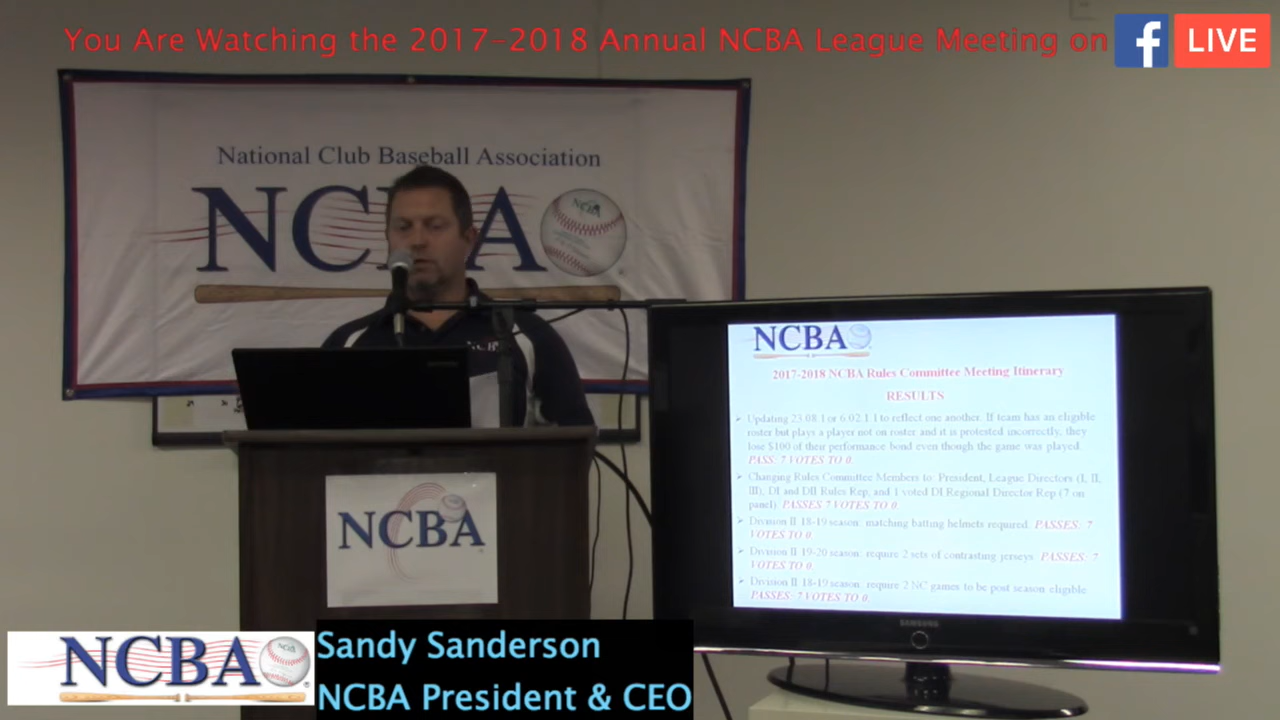 You Are Watching the 2017-2018 Annual NCBA League Meeting on f LIVE
National Club Baseball Association
NCBA
NCBA
2017-2018 NCBA Rules Committee Meeting Itinerary
RESULTS
Updating 23.08.1 or 6.02.1.1 to reflect one another. If team has an eligible
roster but plays a player not on roster and it is protested incorrectly, they
lose $100 of their performance bond even though the game was played.
PASS: 7 VOTES TO 0.
Changing Rules Committee Members to: President, League Directors (I, II,
III), DI and DII Rules Rep, and 1 voted DI Regional Director Rep (7 on
panel). PASSES 7 VOTES TO 0.
Division II 18-19 season: matching batting helmets required. PASSES: 7
VOTES TO 0.
Division II 19-20 season: require 2 sets of contrasting jerseys. PASSES: 7
VOTES TO 0.
Division II 18-19 season: require 2 NC games to be post season eligible
PASSES: 7 VOTES TO 0.
SAMSUNG
NCBA
NCBA
Sandy Sanderson
NCBA President & CEO